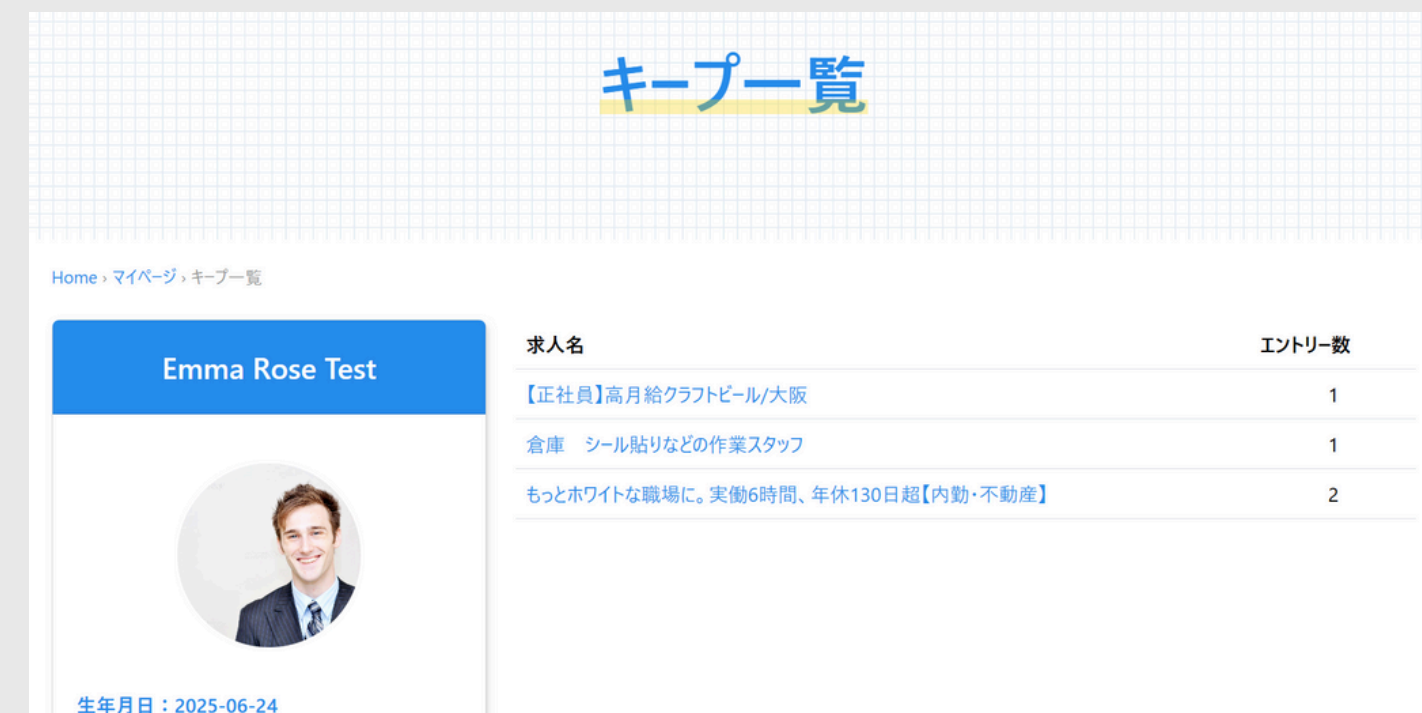 キープ一覧
Home › マイページ › キープ一覧
Emma Rose Test
生年月日：2025-06-24
求人名 エントリー数
【正社員】高月給クラフトビール/大阪 1
倉庫　シール貼りなどの作業スタッフ 1
もっとホワイトな職場に。実働6時間、年休130日超【内勤・不動産】 2